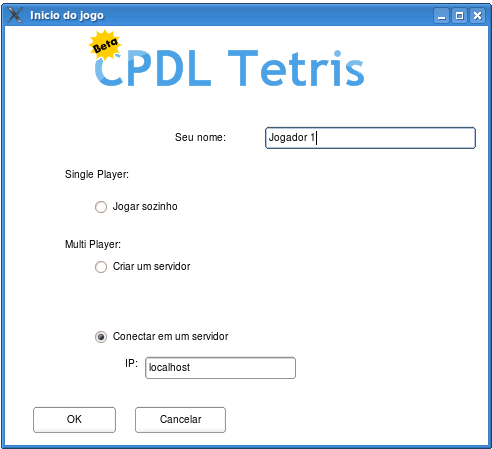 Inicio do jogo
Beta
CPDL Tetris
Seu nome: Jogador 1
Single Player:
Jogar sozinho
Multi Player:
Criar um servidor
Conectar em um servidor
IP: localhost
OK Cancelar